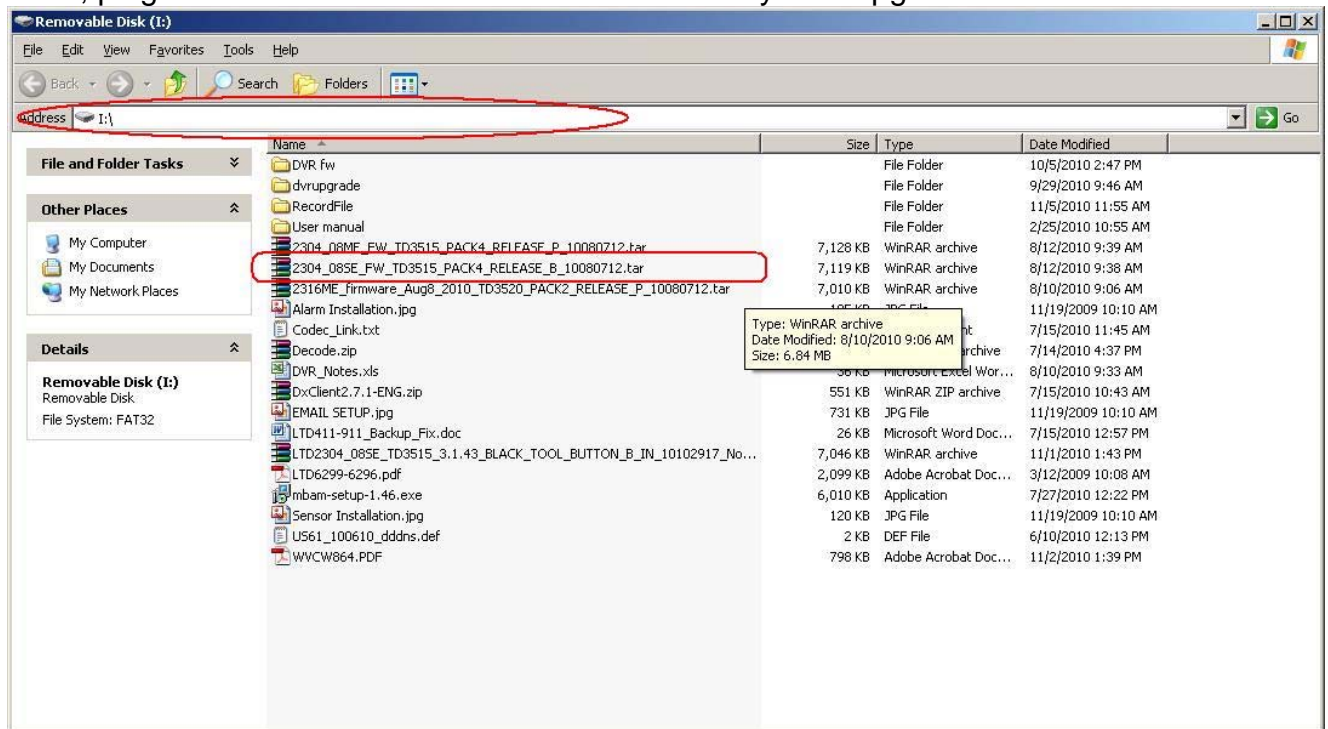 Removable Disk (I:)
File Edit View Favorites Tools Help
Back Search Folders
Address I:\ Go
Name Size Type Date Modified
File and Folder Tasks
Other Places
My Computer
My Documents
My Network Places
Details
Removable Disk (I:)
Removable Disk
File System: FAT32
DVR fw File Folder 10/5/2010 2:47 PM
dvrupgrade File Folder 9/29/2010 9:46 AM
RecordFile File Folder 11/5/2010 11:55 AM
User manual File Folder 2/25/2010 10:55 AM
2304_08ME_FW_TD3515_PACK4_RELEASE_P_10080712.tar 7,128 KB WinRAR archive 8/12/2010 9:39 AM
2304_08SE_FW_TD3515_PACK4_RELEASE_B_10080712.tar 7,119 KB WinRAR archive 8/12/2010 9:38 AM
2316ME_firmware_Aug8_2010_TD3520_PACK2_RELEASE_P_10080712.tar 7,010 KB WinRAR archive 8/10/2010 9:06 AM
Alarm Installation.jpg JPG File 11/19/2009 10:10 AM
Codec_Link.txt 7/15/2010 11:45 AM
Decode.zip archive 7/14/2010 4:37 PM
DVR_Notes.xls 36 KB Microsoft Excel Wor... 8/10/2010 9:33 AM
DxClient2.7.1-ENG.zip 551 KB WinRAR ZIP archive 7/15/2010 10:43 AM
EMAIL SETUP.jpg 731 KB JPG File 11/19/2009 10:10 AM
LTD411-911_Backup_Fix.doc 26 KB Microsoft Word Doc... 7/15/2010 12:57 PM
LTD2304_08SE_TD3515_3.1.43_BLACK_TOOL_BUTTON_B_IN_10102917_No... 7,046 KB WinRAR archive 11/1/2010 1:43 PM
LTD6299-6296.pdf 2,099 KB Adobe Acrobat Doc... 3/12/2009 10:08 AM
mbam-setup-1.46.exe 6,010 KB Application 7/27/2010 12:22 PM
Sensor Installation.jpg 120 KB JPG File 11/19/2009 10:10 AM
US61_100610_dddns.def 2 KB DEF File 6/10/2010 12:13 PM
WVCW864.PDF 798 KB Adobe Acrobat Doc... 11/2/2010 1:39 PM
Type: WinRAR archive
Date Modified: 8/10/2010 9:06 AM
Size: 6.84 MB